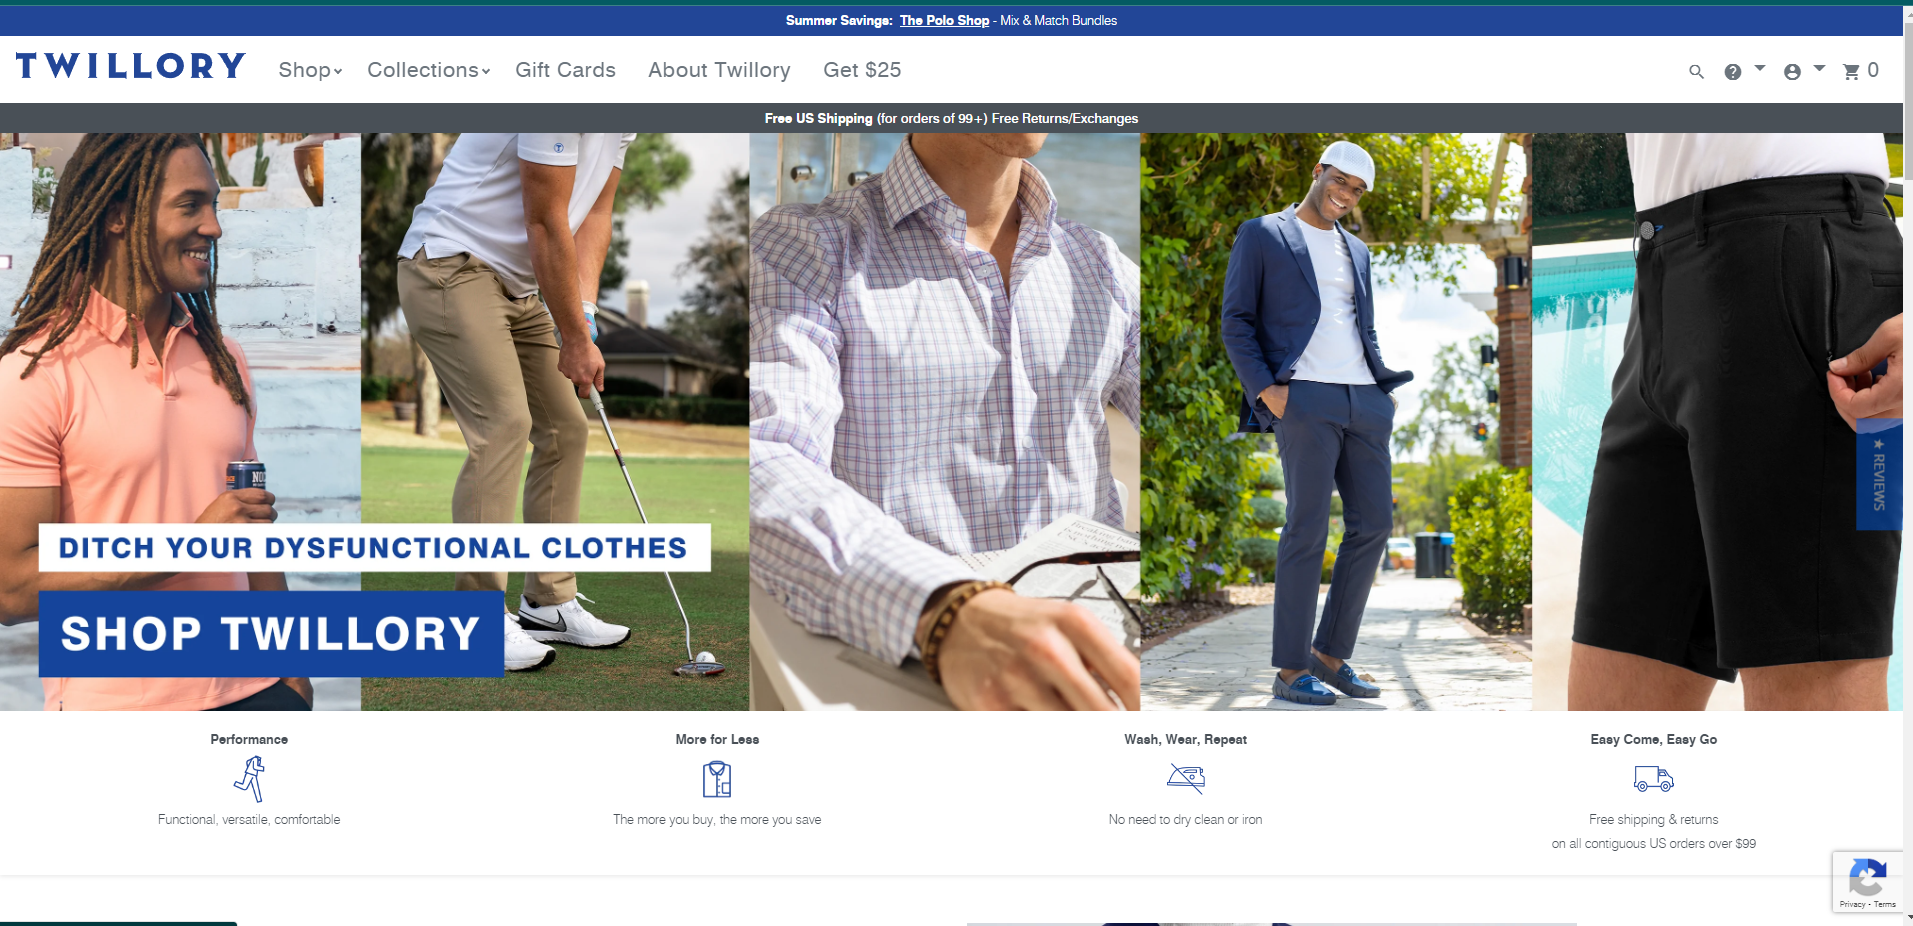 Summer Savings: The Polo Shop - Mix & Match Bundles
TWILLORY
Shop
Collections
Gift Cards
About Twillory
Get $25
0
Free US Shipping (for orders of 99+) Free Returns/Exchanges
DITCH YOUR DYSFUNCTIONAL CLOTHES
SHOP TWILLORY
★ REVIEWS
Performance
Functional, versatile, comfortable
More for Less
The more you buy, the more you save
Wash, Wear, Repeat
No need to dry clean or iron
Easy Come, Easy Go
Free shipping & returns
on all contiguous US orders over $99
Privacy - Terms